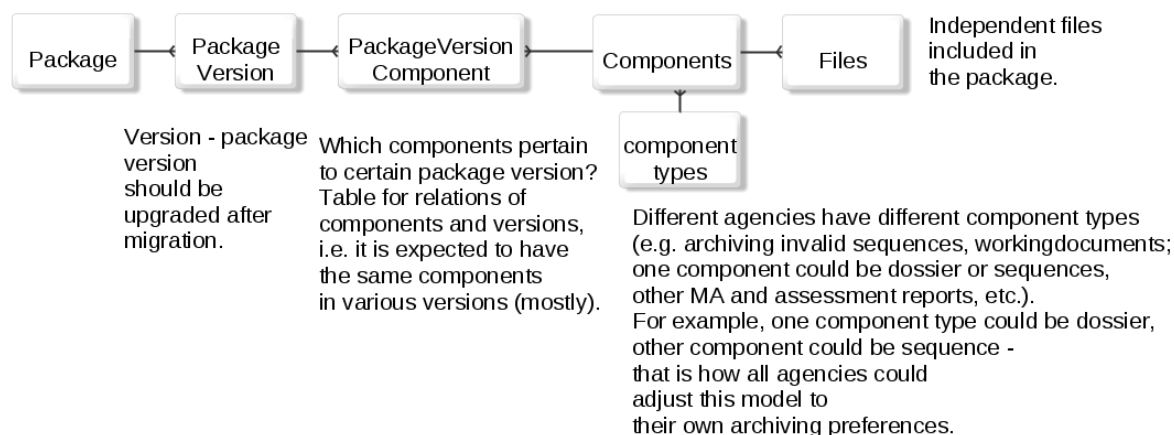 Package
Package
Version
PackageVersion
Component
Components
Files
Independent files
included in
the package.
component
types
Version - package
version
should be
upgraded after
migration.
Which components pertain
to certain package version?
Table for relations of
components and versions,
i.e. it is expected to have
the same components
in various versions (mostly).
Different agencies have different component types
(e.g. archiving invalid sequences, workingdocuments;
one component could be dossier or sequences,
other MA and assessment reports, etc.).
For example, one component type could be dossier,
other component could be sequence -
that is how all agencies could
adjust this model to
their own archiving preferences.